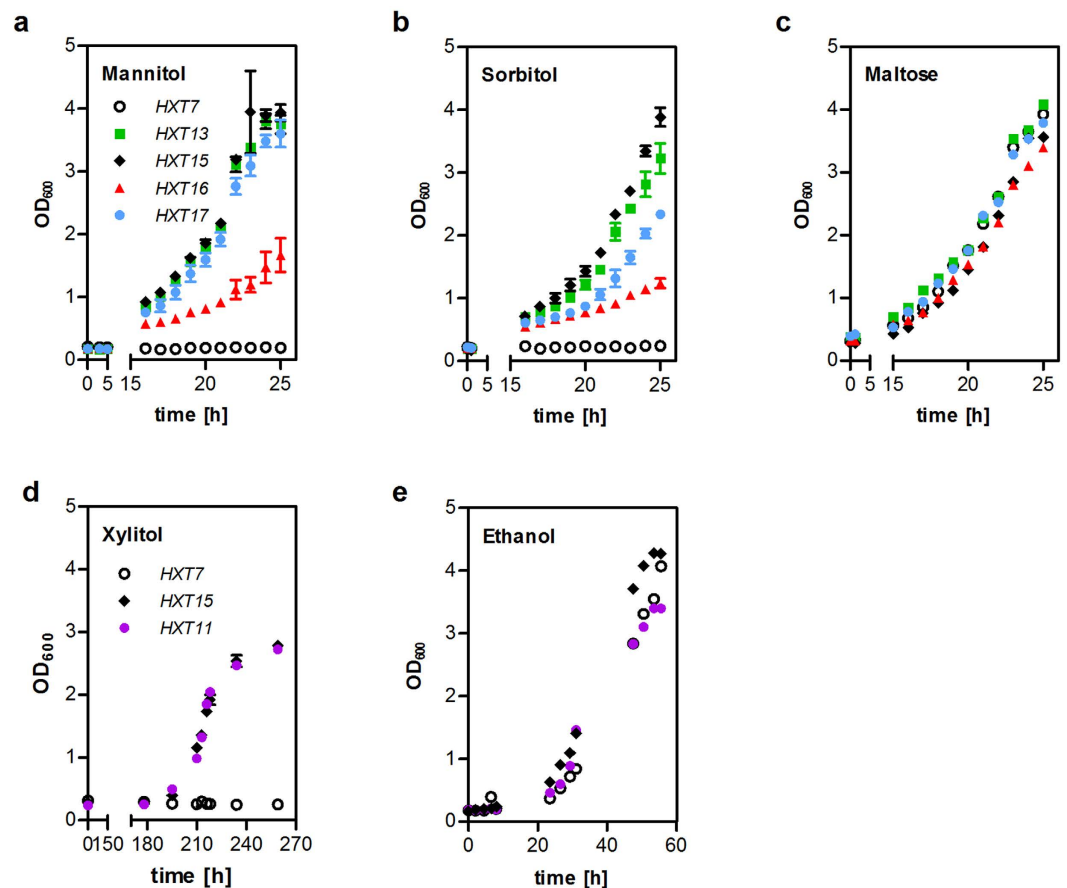 a
Mannitol
HXT7
HXT13
HXT15
HXT16
HXT17
OD600
5
4
3
2
1
0
0 5 15 20 25
time [h]
b
Sorbitol
OD600
5
4
3
2
1
0
0 5 15 20 25
time [h]
c
Maltose
OD600
5
4
3
2
1
0
0 5 15 20 25
time [h]
d
Xylitol
HXT7
HXT15
HXT11
OD600
5
4
3
2
1
0
0 150 180 210 240 270
time [h]
e
Ethanol
OD600
5
4
3
2
1
0
0 20 40 60
time [h]